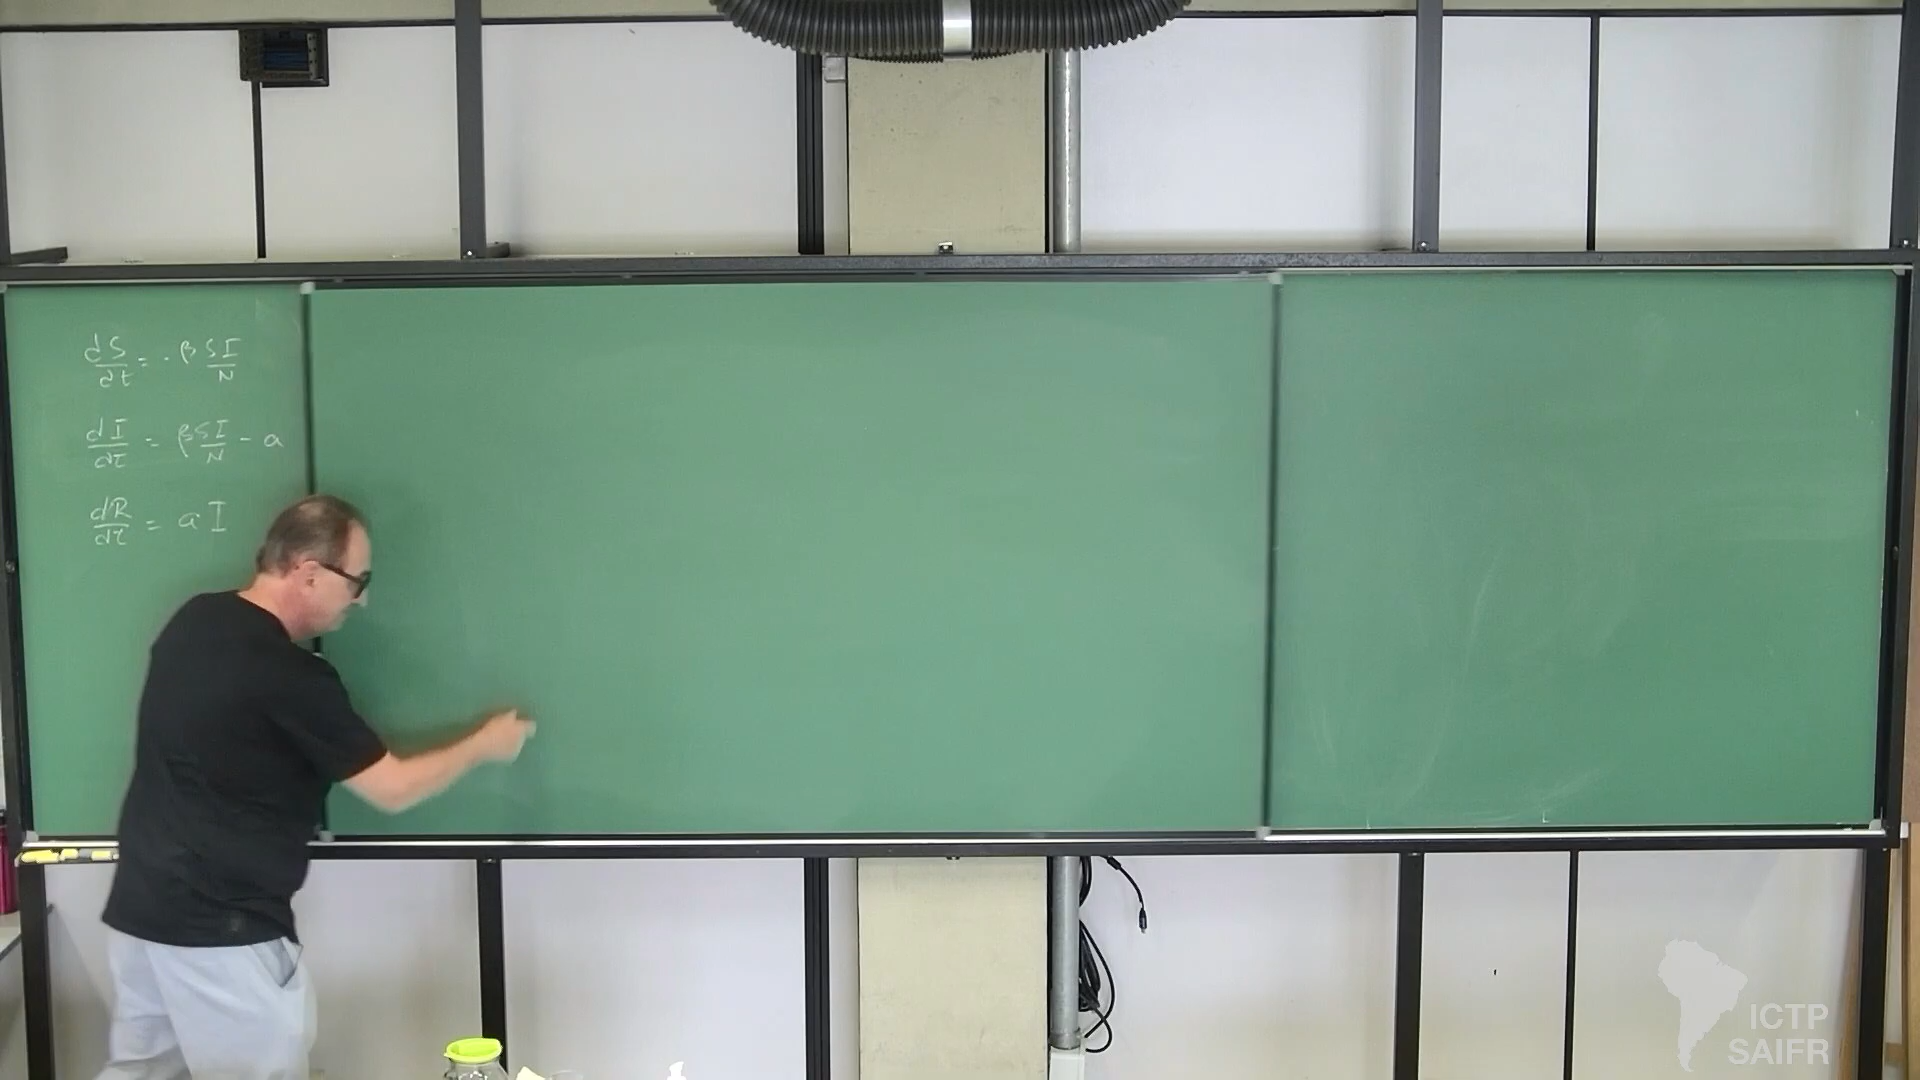 dS/dt = - β SI/N
dI/dt = β SI/N - a
dR/dt = a I
ICTP
SAIFR